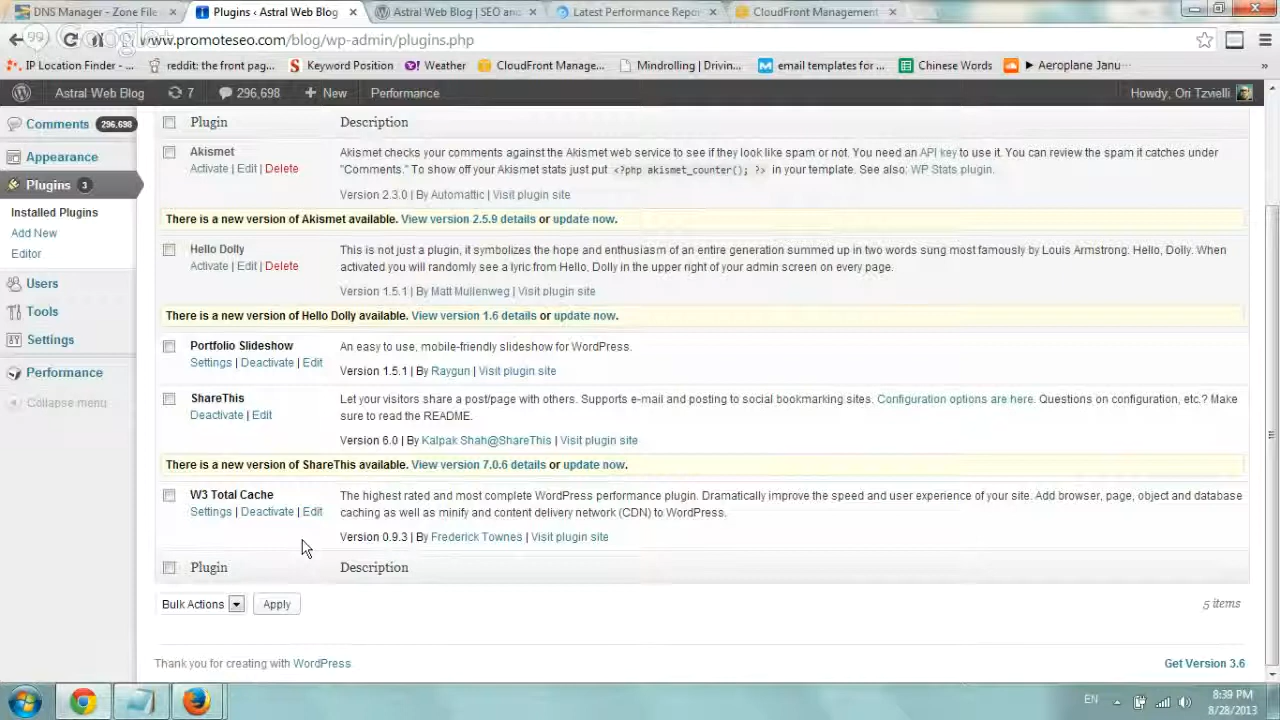 DNS Manager - Zone File
Plugins ‹ Astral Web Blog |
Astral Web Blog | SEO and
Latest Performance Repor
CloudFront Management
99
www.promoteseo.com/blog/wp-admin/plugins.php
IP Location Finder - ...
reddit: the front pag...
Keyword Position
Weather
CloudFront Manage...
Mindrolling | Drivin...
email templates for ...
Chinese Words
► Aeroplane Janu
»
Astral Web Blog
7
296,698
+ New
Performance
Howdy, Ori Tzvielli
Comments 296,698
Appearance
Plugins 3
Installed Plugins
Add New
Editor
Users
Tools
Settings
Performance
Collapse menu
Plugin Description
Akismet
Activate | Edit | Delete
Akismet checks your comments against the Akismet web service to see if they look like spam or not. You need an API key to use it. You can review the spam it catches under
"Comments." To show off your Akismet stats just put <?php akismet_counter(); ?> in your template. See also: WP Stats plugin.
Version 2.3.0 | By Automattic | Visit plugin site
There is a new version of Akismet available. View version 2.5.9 details or update now.
Hello Dolly
Activate | Edit | Delete
This is not just a plugin, it symbolizes the hope and enthusiasm of an entire generation summed up in two words sung most famously by Louis Armstrong: Hello, Dolly. When
activated you will randomly see a lyric from Hello, Dolly in the upper right of your admin screen on every page.
Version 1.5.1 | By Matt Mullenweg | Visit plugin site
There is a new version of Hello Dolly available. View version 1.6 details or update now.
Portfolio Slideshow
Settings | Deactivate | Edit
An easy to use, mobile-friendly slideshow for WordPress.
Version 1.5.1 | By Raygun | Visit plugin site
ShareThis
Deactivate | Edit
Let your visitors share a post/page with others. Supports e-mail and posting to social bookmarking sites. Configuration options are here. Questions on configuration, etc.? Make
sure to read the README.
Version 6.0 | By Kalpak Shah@ShareThis | Visit plugin site
There is a new version of ShareThis available. View version 7.0.6 details or update now.
W3 Total Cache
Settings | Deactivate | Edit
The highest rated and most complete WordPress performance plugin. Dramatically improve the speed and user experience of your site. Add browser, page, object and database
caching as well as minify and content delivery network (CDN) to WordPress.
Version 0.9.3 | By Frederick Townes | Visit plugin site
Plugin Description
Bulk Actions
Apply
5 items
Thank you for creating with WordPress
Get Version 3.6
EN
8:39 PM
8/28/2013